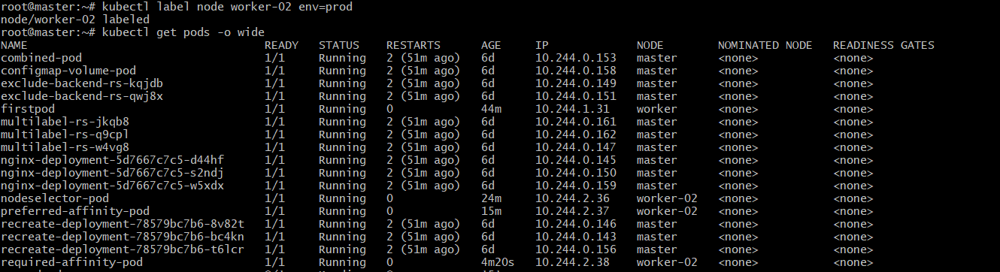 root@master:~# kubectl label node worker-02 env=prod
node/worker-02 labeled
root@master:~# kubectl get pods -o wide
NAME READY STATUS RESTARTS AGE IP NODE NOMINATED NODE READINESS GATES
combined-pod 1/1 Running 2 (51m ago) 6d 10.244.0.153 master <none> <none>
configmap-volume-pod 1/1 Running 2 (51m ago) 6d 10.244.0.158 master <none> <none>
exclude-backend-rs-kqjdb 1/1 Running 2 (51m ago) 6d 10.244.0.149 master <none> <none>
exclude-backend-rs-qwj8x 1/1 Running 2 (51m ago) 6d 10.244.0.151 master <none> <none>
firstpod 1/1 Running 0 44m 10.244.1.31 worker <none> <none>
multilabel-rs-jkqb8 1/1 Running 2 (51m ago) 6d 10.244.0.161 master <none> <none>
multilabel-rs-q9cpl 1/1 Running 2 (51m ago) 6d 10.244.0.162 master <none> <none>
multilabel-rs-w4vg8 1/1 Running 2 (51m ago) 6d 10.244.0.147 master <none> <none>
nginx-deployment-5d7667c7c5-d44hf 1/1 Running 2 (51m ago) 6d 10.244.0.145 master <none> <none>
nginx-deployment-5d7667c7c5-s2ndj 1/1 Running 2 (51m ago) 6d 10.244.0.150 master <none> <none>
nginx-deployment-5d7667c7c5-w5xdx 1/1 Running 2 (51m ago) 6d 10.244.0.159 master <none> <none>
nodeselector-pod 1/1 Running 0 24m 10.244.2.36 worker-02 <none> <none>
preferred-affinity-pod 1/1 Running 0 15m 10.244.2.37 worker-02 <none> <none>
recreate-deployment-78579bc7b6-8v82t 1/1 Running 2 (51m ago) 6d 10.244.0.146 master <none> <none>
recreate-deployment-78579bc7b6-bc4kn 1/1 Running 2 (51m ago) 6d 10.244.0.143 master <none> <none>
recreate-deployment-78579bc7b6-t6lcr 1/1 Running 2 (51m ago) 6d 10.244.0.156 master <none> <none>
required-affinity-pod 1/1 Running 0 4m20s 10.244.2.38 worker-02 <none> <none>